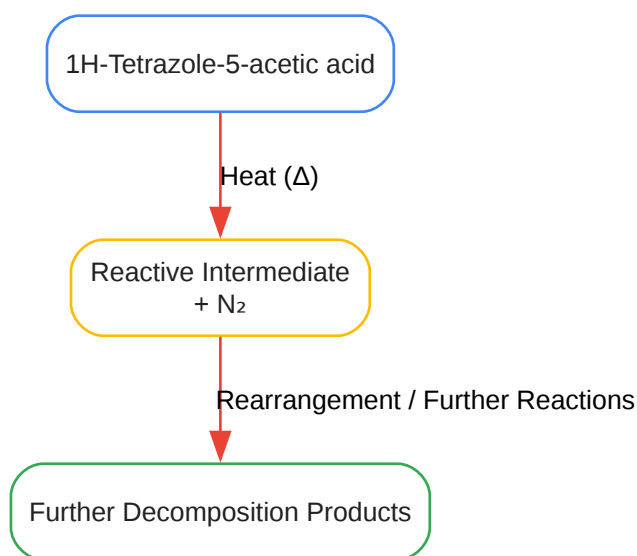 1H-Tetrazole-5-acetic acid
Heat (Δ)
Reactive Intermediate
+ N₂
Rearrangement / Further Reactions
Further Decomposition Products